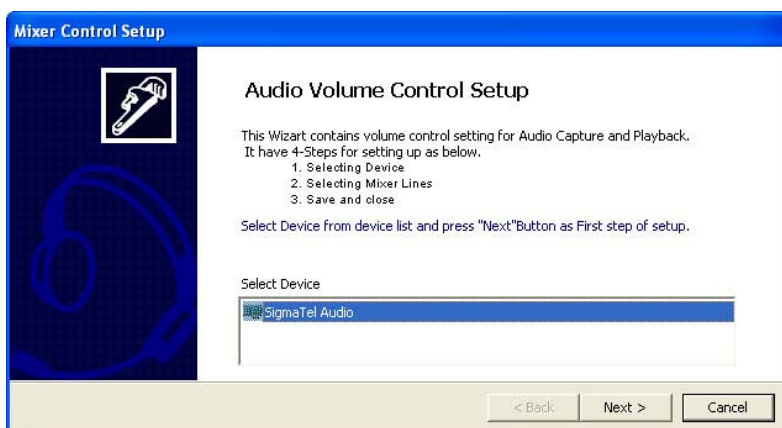 Mixer Control Setup
Audio Volume Control Setup
This Wizart contains volume control setting for Audio Capture and Playback.
It have 4-Steps for setting up as below.
1. Selecting Device
2. Selecting Mixer Lines
3. Save and close
Select Device from device list and press "Next"Button as First step of setup.
Select Device
SigmaTel Audio
< Back Next > Cancel